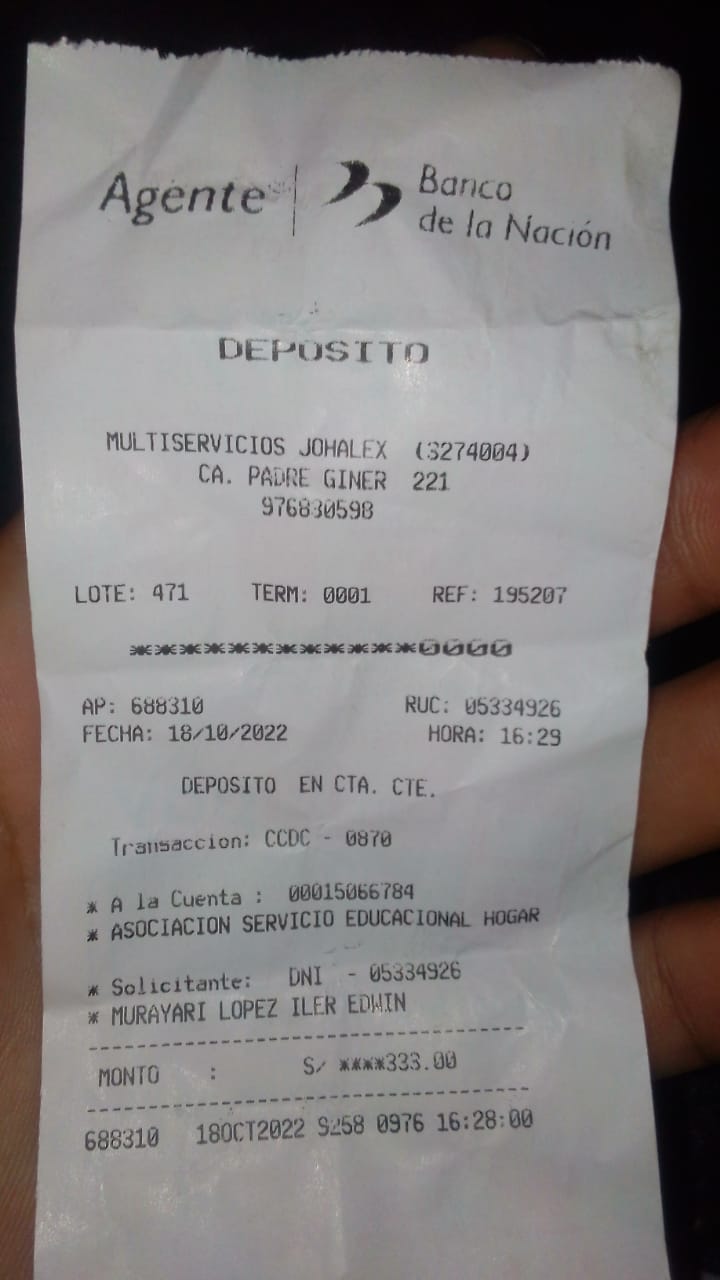 Agente | Banco
de la Nación
DEPOSITO
MULTISERVICIOS JOHALEX (S274004)
CA. PADRE GINER 221
976830598
LOTE: 471 TERM: 0001 REF: 195207
************0000
AP: 688310 RUC: 05334926
FECHA: 18/10/2022 HORA: 16:29
DEPOSITO EN CTA. CTE.
Transaccion: CCDC - 0870
* A la Cuenta : 00015066784
* ASOCIACION SERVICIO EDUCACIONAL HOGAR
* Solicitante: DNI - 05334926
* MURAYARI LOPEZ ILER EDWIN
MONTO : S/ ****333.00
688310 18OCT2022 S258 0976 16:28:00